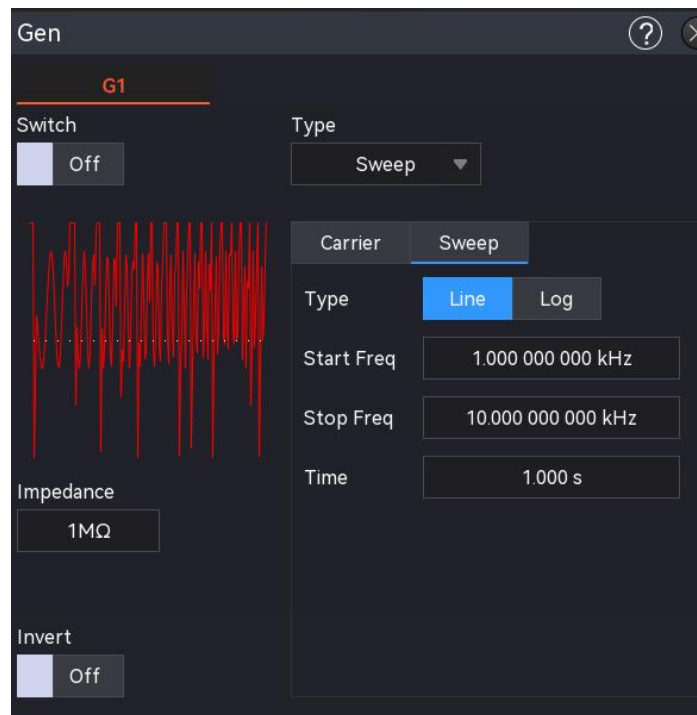 Gen
?
G1
Switch
Off
Type
Sweep
Carrier
Sweep
Type
Line
Log
Start Freq
1.000 000 000 kHz
Stop Freq
10.000 000 000 kHz
Time
1.000 s
Impedance
1MΩ
Invert
Off